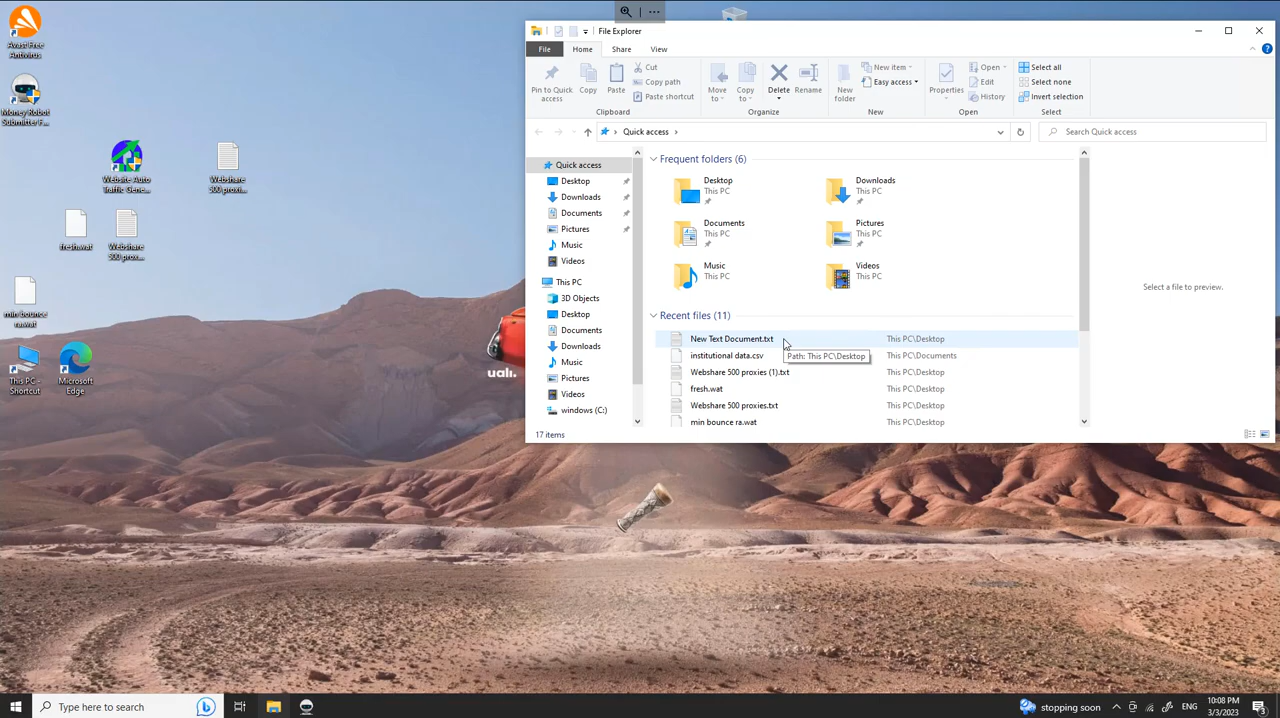 Avast Free
Antivirus
Money Robot
Submitter F...
Website Auto
Traffic Gene...
Webshare
500 proxi...
fresh.wat
Webshare
500 prox...
min bounce
ra.wat
This PC -
Shortcut
Microsoft
Edge
uali.
File Explorer
File
Home
Share
View
Pin to Quick
access
Copy
Paste
Cut
Copy path
Paste shortcut
Clipboard
Move
to
Copy
to
Delete
Rename
Organize
New
folder
New item
Easy access
New
Properties
Open
Edit
History
Open
Select all
Select none
Invert selection
Select
Quick access
Search Quick access
Quick access
Desktop
Downloads
Documents
Pictures
Music
Videos
This PC
3D Objects
Desktop
Documents
Downloads
Music
Pictures
Videos
windows (C:)
Frequent folders (6)
Desktop
This PC
Downloads
This PC
Documents
This PC
Pictures
This PC
Music
This PC
Videos
This PC
Recent files (11)
New Text Document.txt This PC\Desktop
institutional data.csv This PC\Documents
Path: This PC\Desktop
Webshare 500 proxies (1).txt This PC\Desktop
fresh.wat This PC\Desktop
Webshare 500 proxies.txt This PC\Desktop
min bounce ra.wat This PC\Desktop
Select a file to preview.
17 items
Type here to search
stopping soon
ENG
10:08 PM
3/3/2023
3